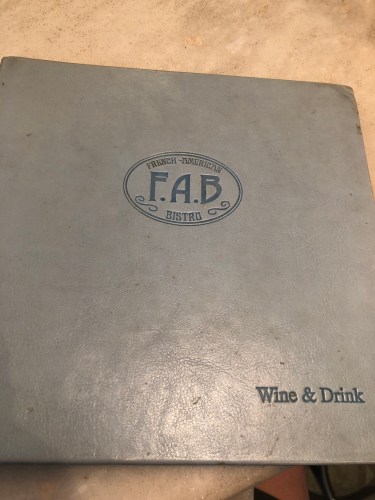 FRENCH-AMERICAN
F.A.B.
BISTRO
Wine & Drink